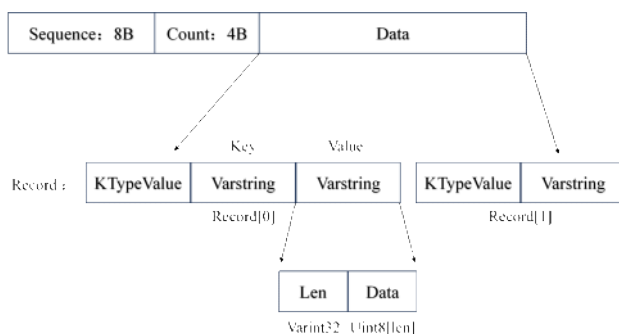 Sequence：8B Count：4B Data
Key Value
Record： KTypeValue Varstring Varstring KTypeValue Varstring
Record[0] Record[1]
Len Data
Varint32 Uint8[len]